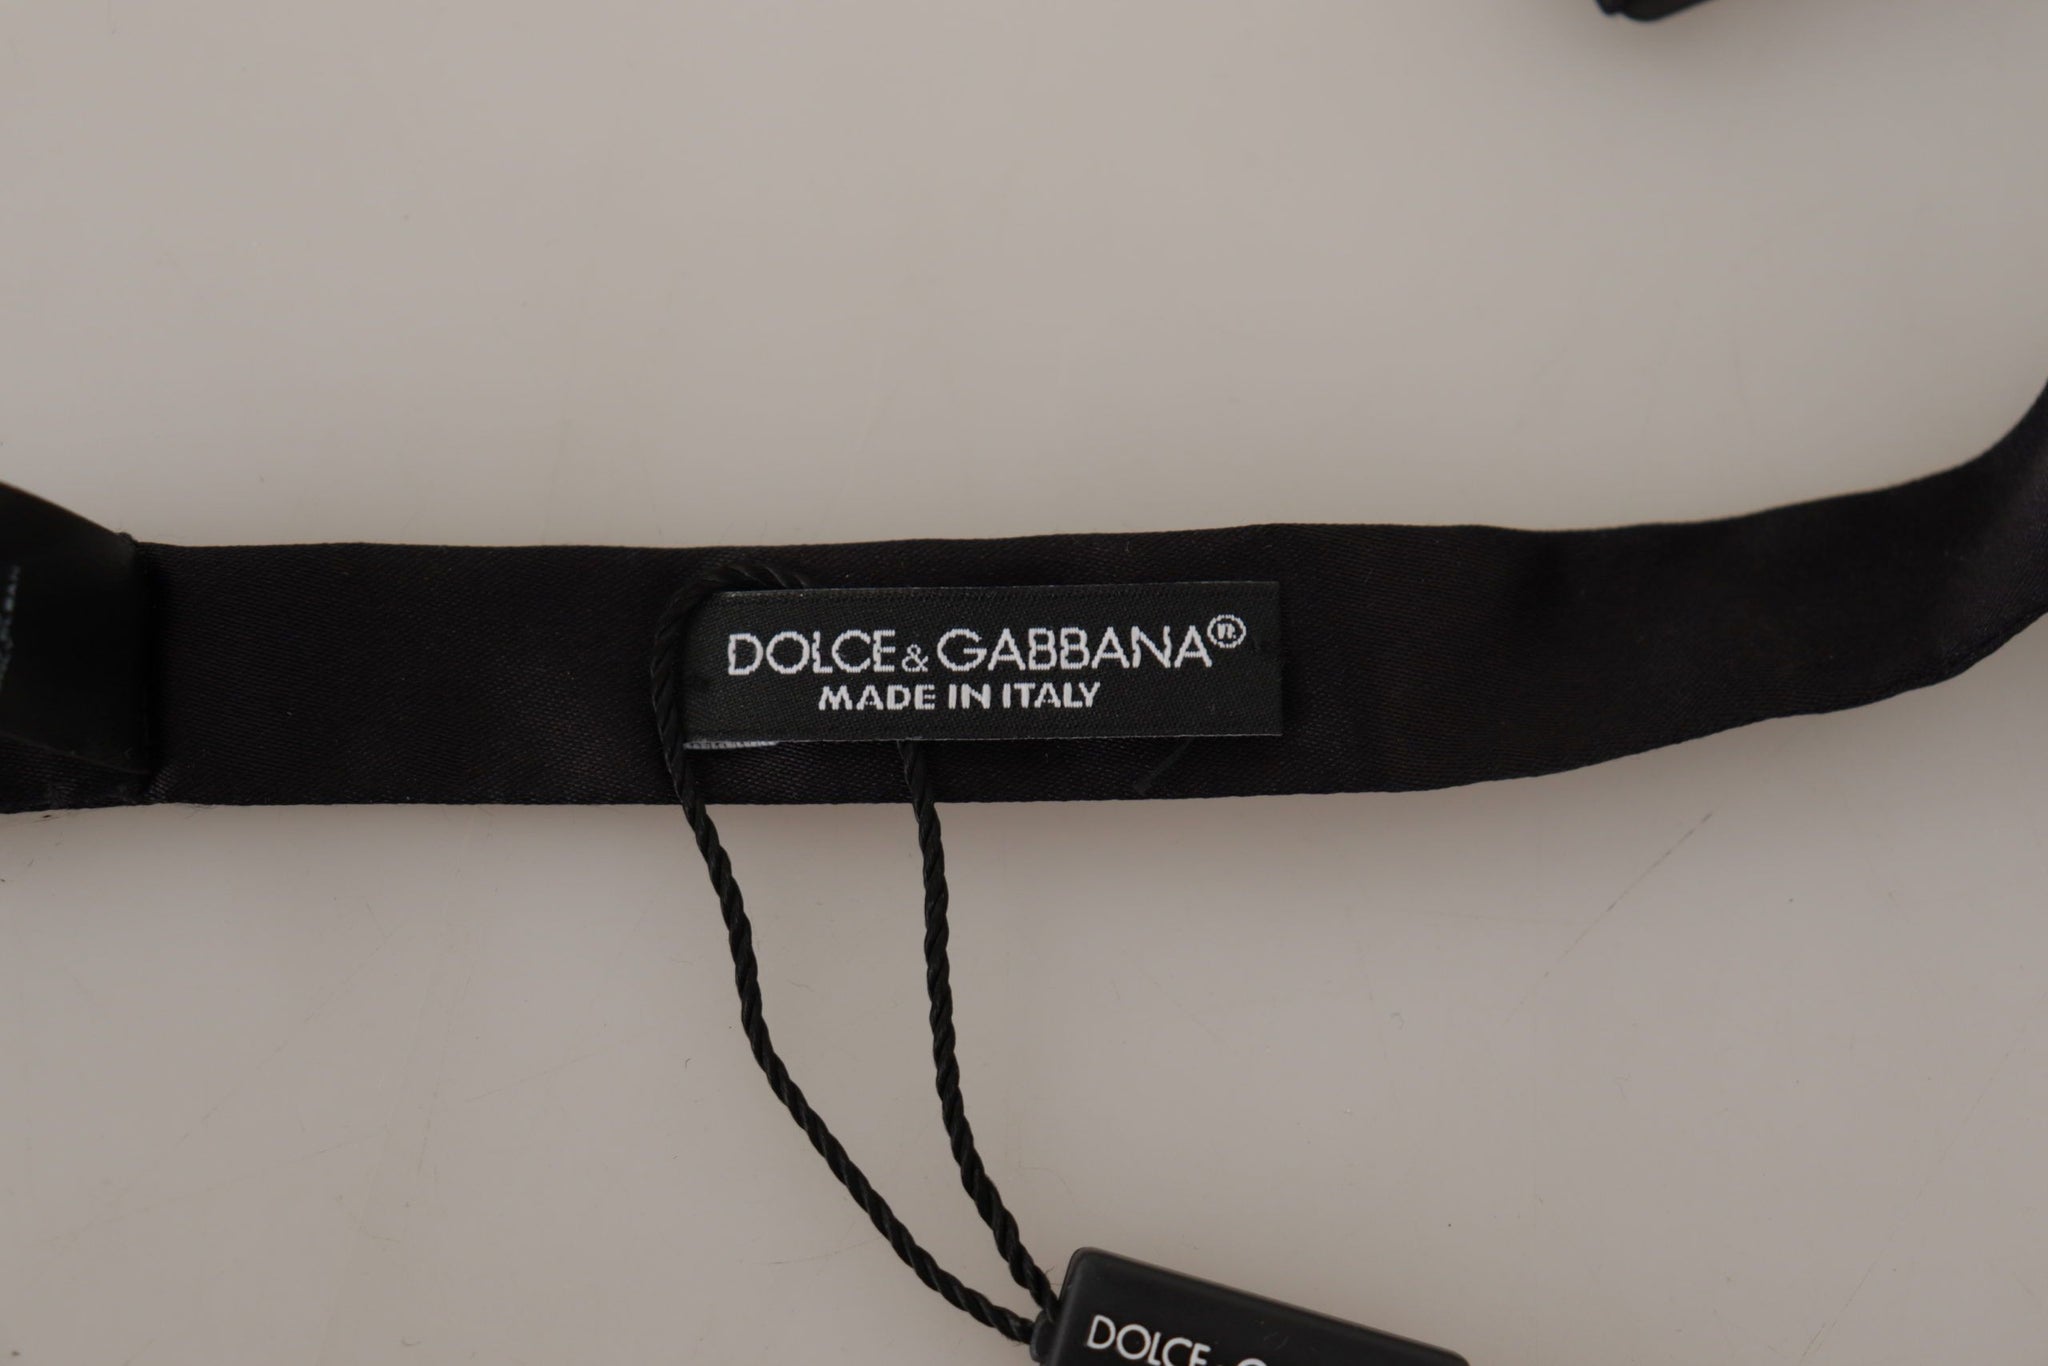 DOLCE & GABBANA®
MADE IN ITALY
DOLCE &